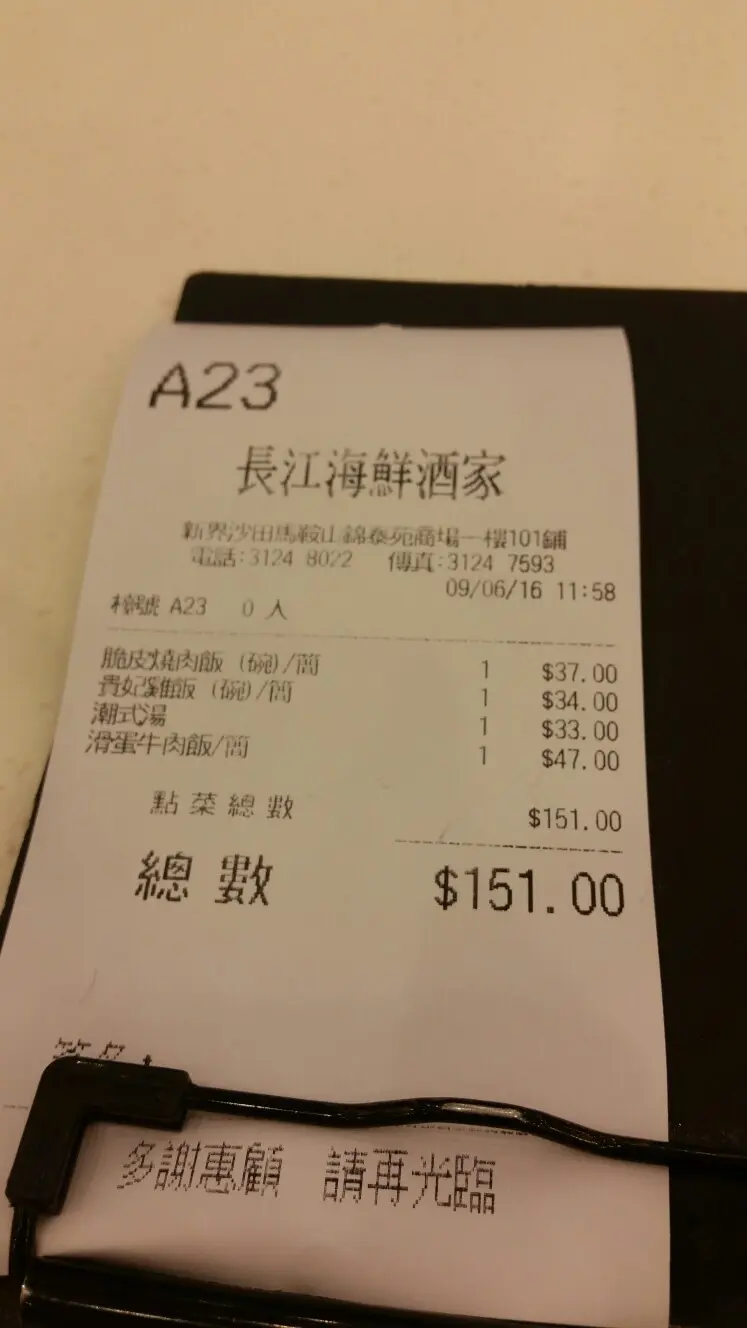 A23
長江海鮮酒家
新界沙田馬鞍山錦泰苑商場一樓101鋪
電話:3124 8022 傳真:3124 7593
09/06/16 11:58
檯號 A23 0 人
脆皮燒肉飯 (碗)/簡 1 $37.00
貴妃雞飯 (碗)/簡 1 $34.00
潮式湯 1 $33.00
滑蛋牛肉飯/簡 1 $47.00
點菜總數 $151.00
總數 $151.00
多謝惠顧 請再光臨